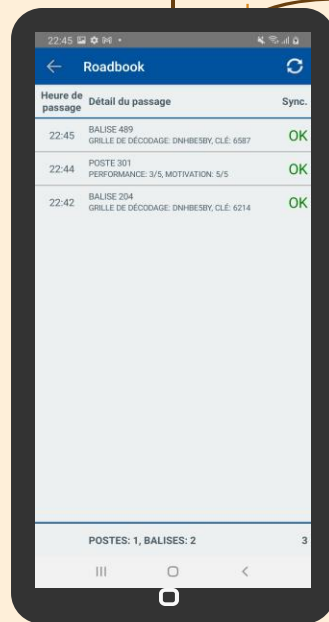 22:45
Roadbook
Heure de passage Détail du passage Sync.
22:45 BALISE 489 OK
GRILLE DE DÉCODAGE: DNHBE5BY, CLÉ: 6587
22:44 POSTE 301 OK
PERFORMANCE: 3/5, MOTIVATION: 5/5
22:42 BALISE 204 OK
GRILLE DE DÉCODAGE: DNHBE5BY, CLÉ: 6214
POSTES: 1, BALISES: 2 3